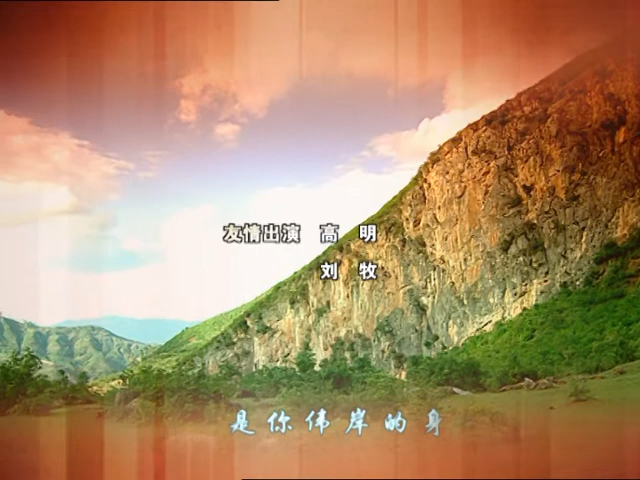 友情出演 高 明
刘 牧
是你伟岸的身